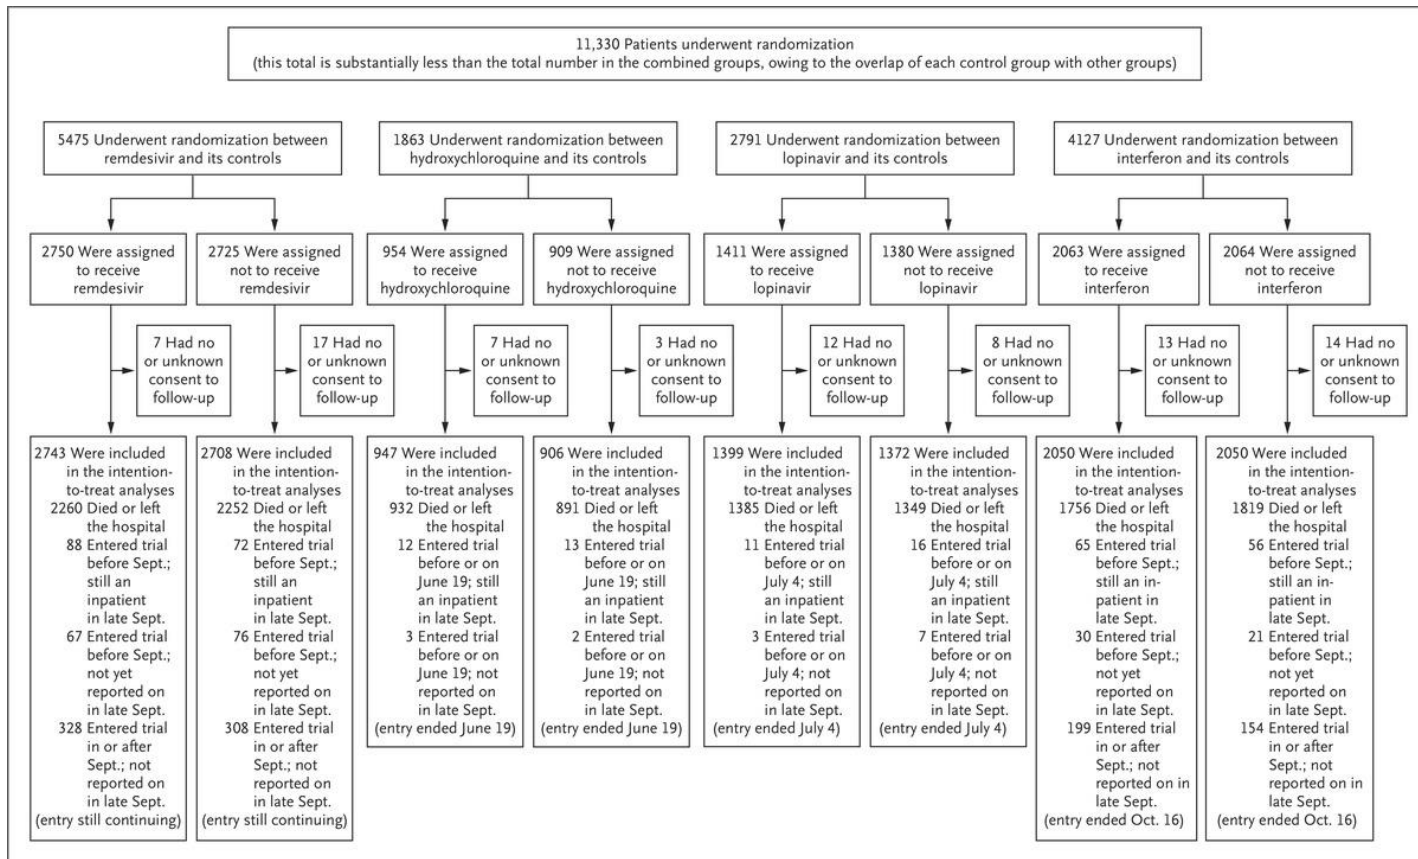 11,330 Patients underwent randomization
(this total is substantially less than the total number in the combined groups, owing to the overlap of each control group with other groups)
5475 Underwent randomization between
remdesivir and its controls
1863 Underwent randomization between
hydroxychloroquine and its controls
2791 Underwent randomization between
lopinavir and its controls
4127 Underwent randomization between
interferon and its controls
2750 Were assigned
to receive
remdesivir
2725 Were assigned
not to receive
remdesivir
954 Were assigned
to receive
hydroxychloroquine
909 Were assigned
not to receive
hydroxychloroquine
1411 Were assigned
to receive
lopinavir
1380 Were assigned
not to receive
lopinavir
2063 Were assigned
to receive
interferon
2064 Were assigned
not to receive
interferon
7 Had no
or unknown
consent to
follow-up
17 Had no
or unknown
consent to
follow-up
7 Had no
or unknown
consent to
follow-up
3 Had no
or unknown
consent to
follow-up
12 Had no
or unknown
consent to
follow-up
8 Had no
or unknown
consent to
follow-up
13 Had no
or unknown
consent to
follow-up
14 Had no
or unknown
consent to
follow-up
2743 Were included
in the intention-
to-treat analyses
2260 Died or left
the hospital
88 Entered trial
before Sept.;
still an
inpatient
in late Sept.
67 Entered trial
before Sept.;
not yet
reported on
in late Sept.
328 Entered trial
in or after
Sept.; not
reported on
in late Sept.
(entry still continuing)
2708 Were included
in the intention-
to-treat analyses
2252 Died or left
the hospital
72 Entered trial
before Sept.;
still an
inpatient
in late Sept.
76 Entered trial
before Sept.;
not yet
reported on
in late Sept.
308 Entered trial
in or after
Sept.; not
reported on
in late Sept.
(entry still continuing)
947 Were included
in the intention-
to-treat analyses
932 Died or left
the hospital
12 Entered trial
before or on
June 19; still
an inpatient
in late Sept.
3 Entered trial
before or on
June 19; not
reported on
in late Sept.
(entry ended June 19)
906 Were included
in the intention-
to-treat analyses
891 Died or left
the hospital
13 Entered trial
before or on
June 19; still
an inpatient
in late Sept.
2 Entered trial
before or on
June 19; not
reported on
in late Sept.
(entry ended June 19)
1399 Were included
in the intention-
to-treat analyses
1385 Died or left
the hospital
11 Entered trial
before or on
July 4; still
an inpatient
in late Sept.
3 Entered trial
before or on
July 4; not
reported on
in late Sept.
(entry ended July 4)
1372 Were included
in the intention-
to-treat analyses
1349 Died or left
the hospital
16 Entered trial
before or on
July 4; still
an inpatient
in late Sept.
7 Entered trial
before or on
July 4; not
reported on
in late Sept.
(entry ended July 4)
2050 Were included
in the intention-
to-treat analyses
1756 Died or left
the hospital
65 Entered trial
before Sept.;
still an in-
patient in
late Sept.
30 Entered trial
before Sept.;
not yet
reported on
in late Sept.
199 Entered trial
in or after
Sept.; not
reported on in
late Sept.
(entry ended Oct. 16)
2050 Were included
in the intention-
to-treat analyses
1819 Died or left
the hospital
56 Entered trial
before Sept.;
still an in-
patient in
late Sept.
21 Entered trial
before Sept.;
not yet
reported on
in late Sept.
154 Entered trial
in or after
Sept.; not
reported on in
late Sept.
(entry ended Oct. 16)